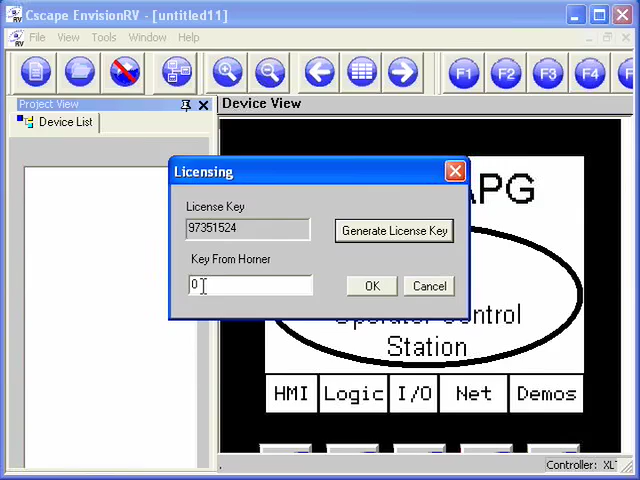 Cscape EnvisionRV - [untitled11]
RV
File View Tools Window Help
F1 F2 F3 F4
Project View
Device View
Device List
Licensing
APG
License Key
97351524
Generate License Key
Key From Horner
0
OK
Cancel
Operator Control
Station
HMI Logic I/O Net Demos
Controller: XLT